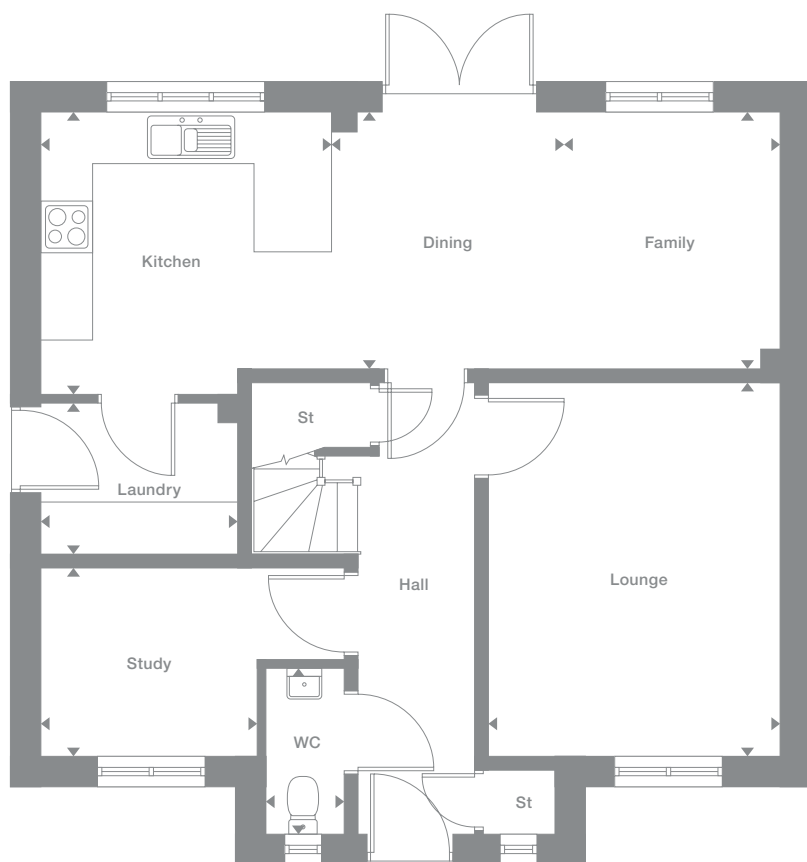 Dining
Family
Kitchen
St
Laundry
Hall
Lounge
Study
WC
St